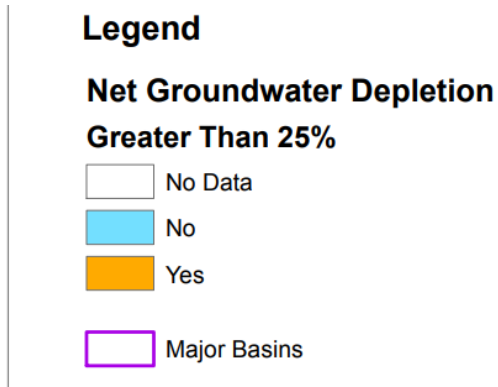 Legend
Net Groundwater Depletion
Greater Than 25%
No Data
No
Yes
Major Basins